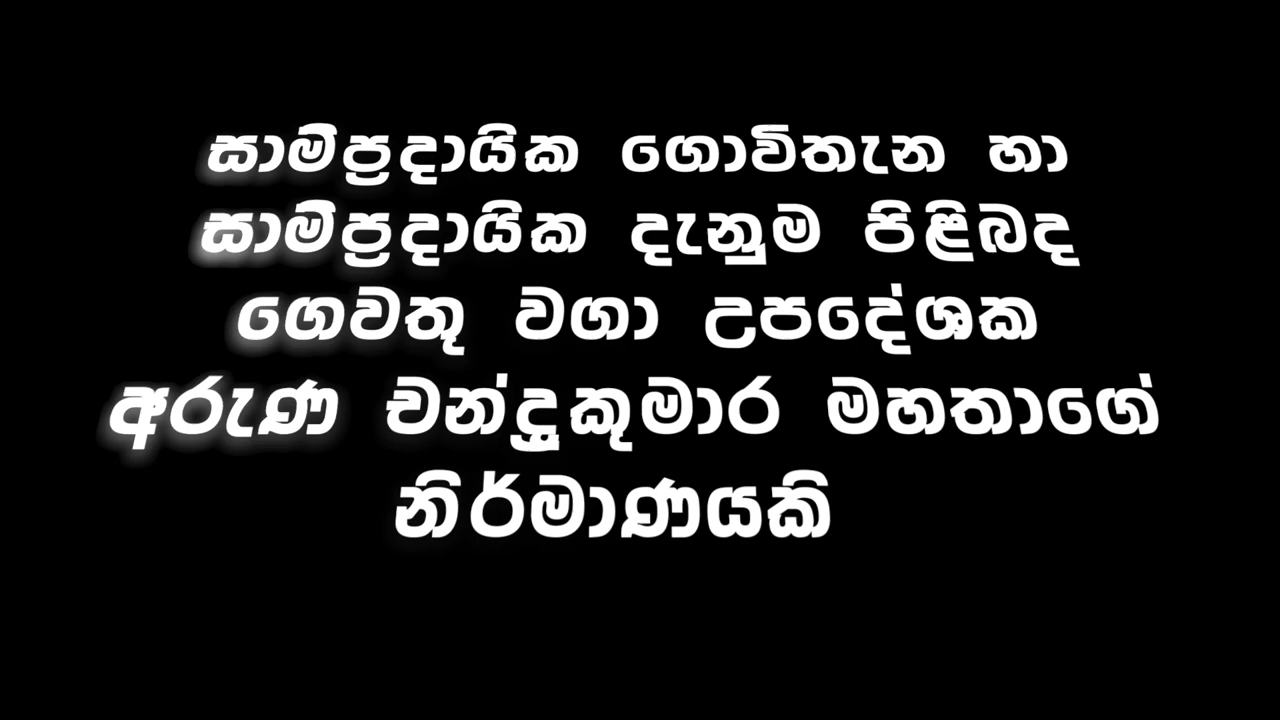 සාම්ප්‍රදායික ගොවිතැන හා
සාම්ප්‍රදායික දැනුම පිළිබද
ගෙවතු වගා උපදේශක
අරුණ චන්ද්‍රකුමාර මහතාගේ
නිර්මාණයකි